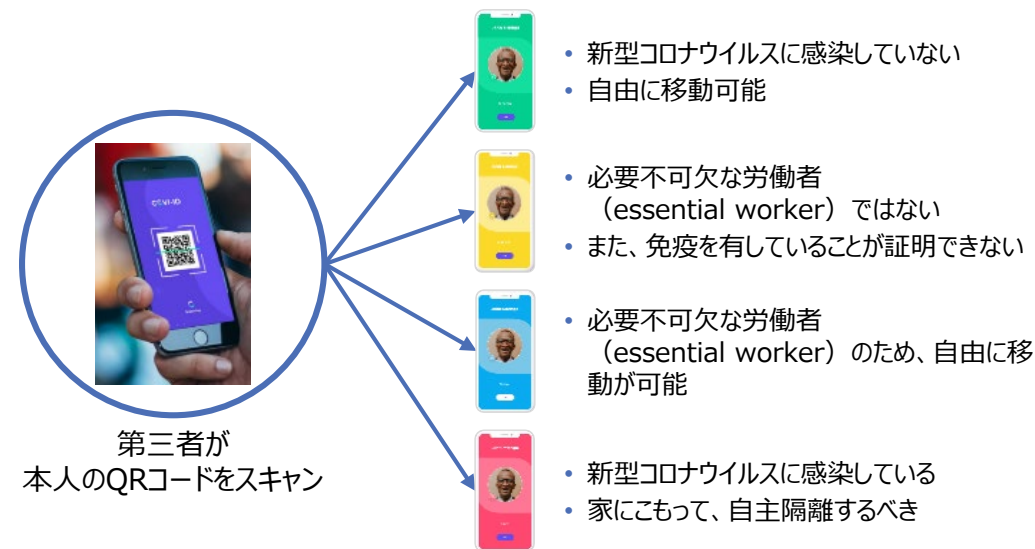 • 新型コロナウイルスに感染していない
• 自由に移動可能
• 必要不可欠な労働者
（essential worker）ではない
• また、免疫を有していることが証明できない
• 必要不可欠な労働者
（essential worker）のため、自由に移
動が可能
• 新型コロナウイルスに感染している
• 家にこもって、自主隔離するべき
COVI-ID
第三者が
本人のQRコードをスキャン